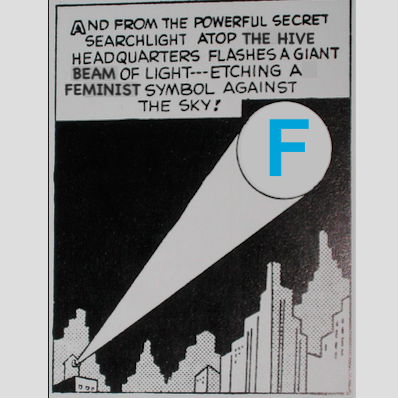 AND FROM THE POWERFUL SECRET
SEARCHLIGHT ATOP THE HIVE
HEADQUARTERS FLASHES A GIANT
BEAM OF LIGHT---ETCHING A
FEMINIST SYMBOL AGAINST
THE SKY!
F